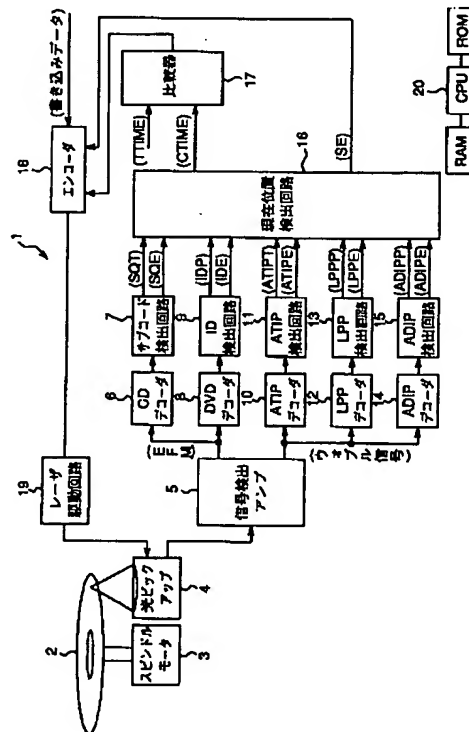 1
2
スピンドル
モータ
3
光ピック
アップ
4
19
レーザ
駆動回路
信号検出
アンプ
5
(EFM)
(ウォブル信号)
6
CD
デコーダ
7
サブコード
検出回路
(SQT)
(SQE)
8
DVD
デコーダ
9
ID
検出回路
(IDP)
(IDE)
10
ATIP
デコーダ
11
ATIP
検出回路
(ATIPT)
(ATIPE)
12
LPP
デコーダ
13
LPP
検出回路
(LPPP)
(LPPE)
14
ADIP
デコーダ
15
ADIP
検出回路
(ADIPP)
(ADIPE)
現在位置
検出回路
16
(SE)
(TTIME)
(CTIME)
比較器
17
18
エンコーダ
(書き込みデータ)
20
RAM
CPU
ROM